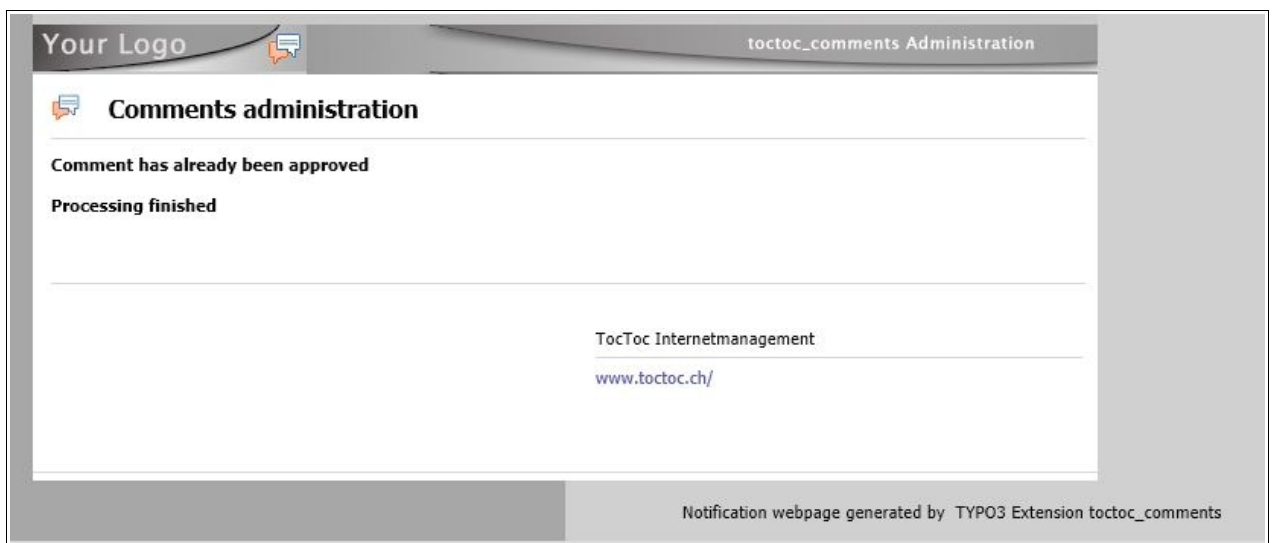 Your Logo
toctoc_comments Administration
Comments administration
Comment has already been approved
Processing finished
TocToc Internetmanagement
www.toctoc.ch/
Notification webpage generated by TYPO3 Extension toctoc_comments